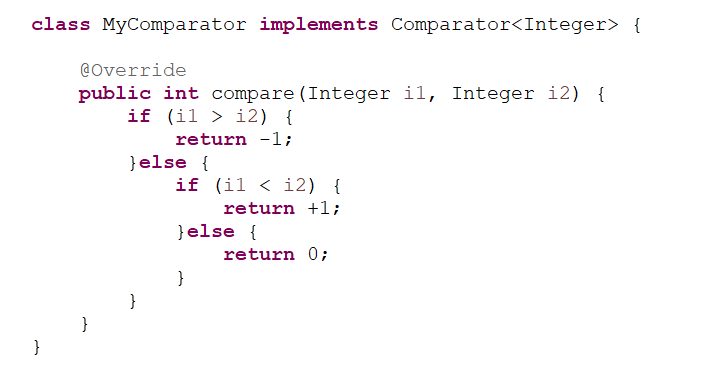 class MyComparator implements Comparator<Integer> {
@Override
public int compare(Integer i1, Integer i2) {
if (i1 > i2) {
return -1;
}else {
if (i1 < i2) {
return +1;
}else {
return 0;
}
}
}
}